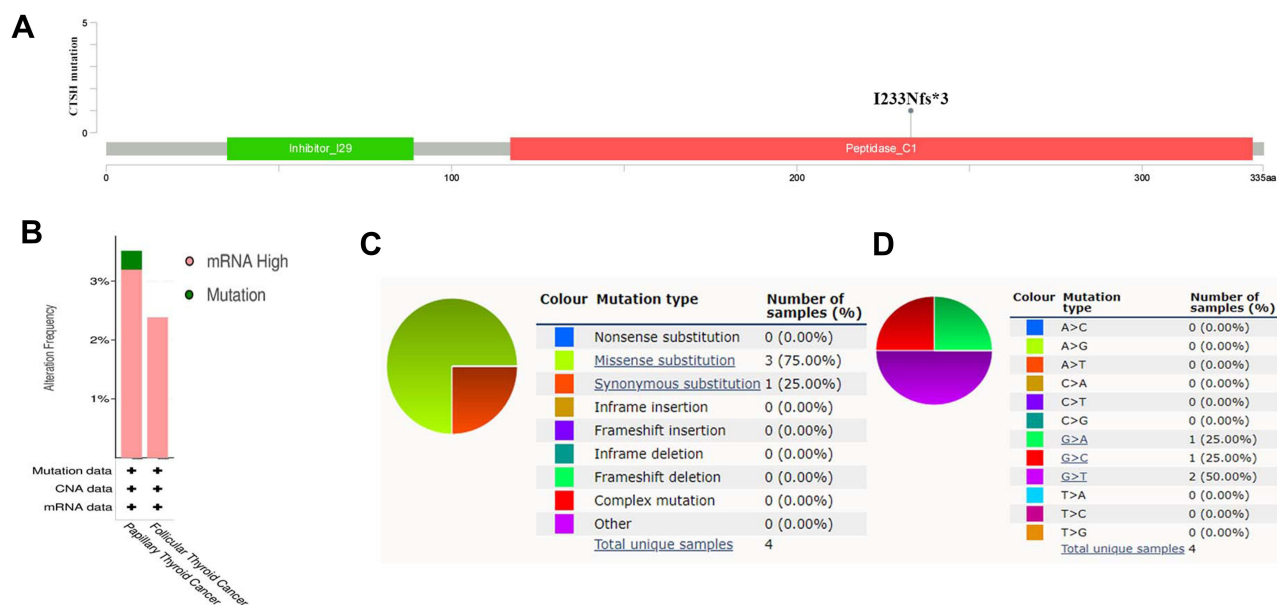 A
CTSH mutation
5
0
I233Nfs*3
Inhibitor_I29
Peptidase_C1
0
100
200
300
335aa
B
mRNA High
Mutation
Alteration Frequency
3%
2%
1%
Mutation data + +
CNA data + +
mRNA data + +
Papillary Thyroid Cancer
Follicular Thyroid Cancer
C
Colour Mutation type Number of
samples (%)
Nonsense substitution 0 (0.00%)
Missense substitution 3 (75.00%)
Synonymous substitution 1 (25.00%)
Inframe insertion 0 (0.00%)
Frameshift insertion 0 (0.00%)
Inframe deletion 0 (0.00%)
Frameshift deletion 0 (0.00%)
Complex mutation 0 (0.00%)
Other 0 (0.00%)
Total unique samples 4
D
Colour Mutation Number of
type samples (%)
A>C 0 (0.00%)
A>G 0 (0.00%)
A>T 0 (0.00%)
C>A 0 (0.00%)
C>T 0 (0.00%)
C>G 0 (0.00%)
G>A 1 (25.00%)
G>C 1 (25.00%)
G>T 2 (50.00%)
T>A 0 (0.00%)
T>C 0 (0.00%)
T>G 0 (0.00%)
Total unique samples 4